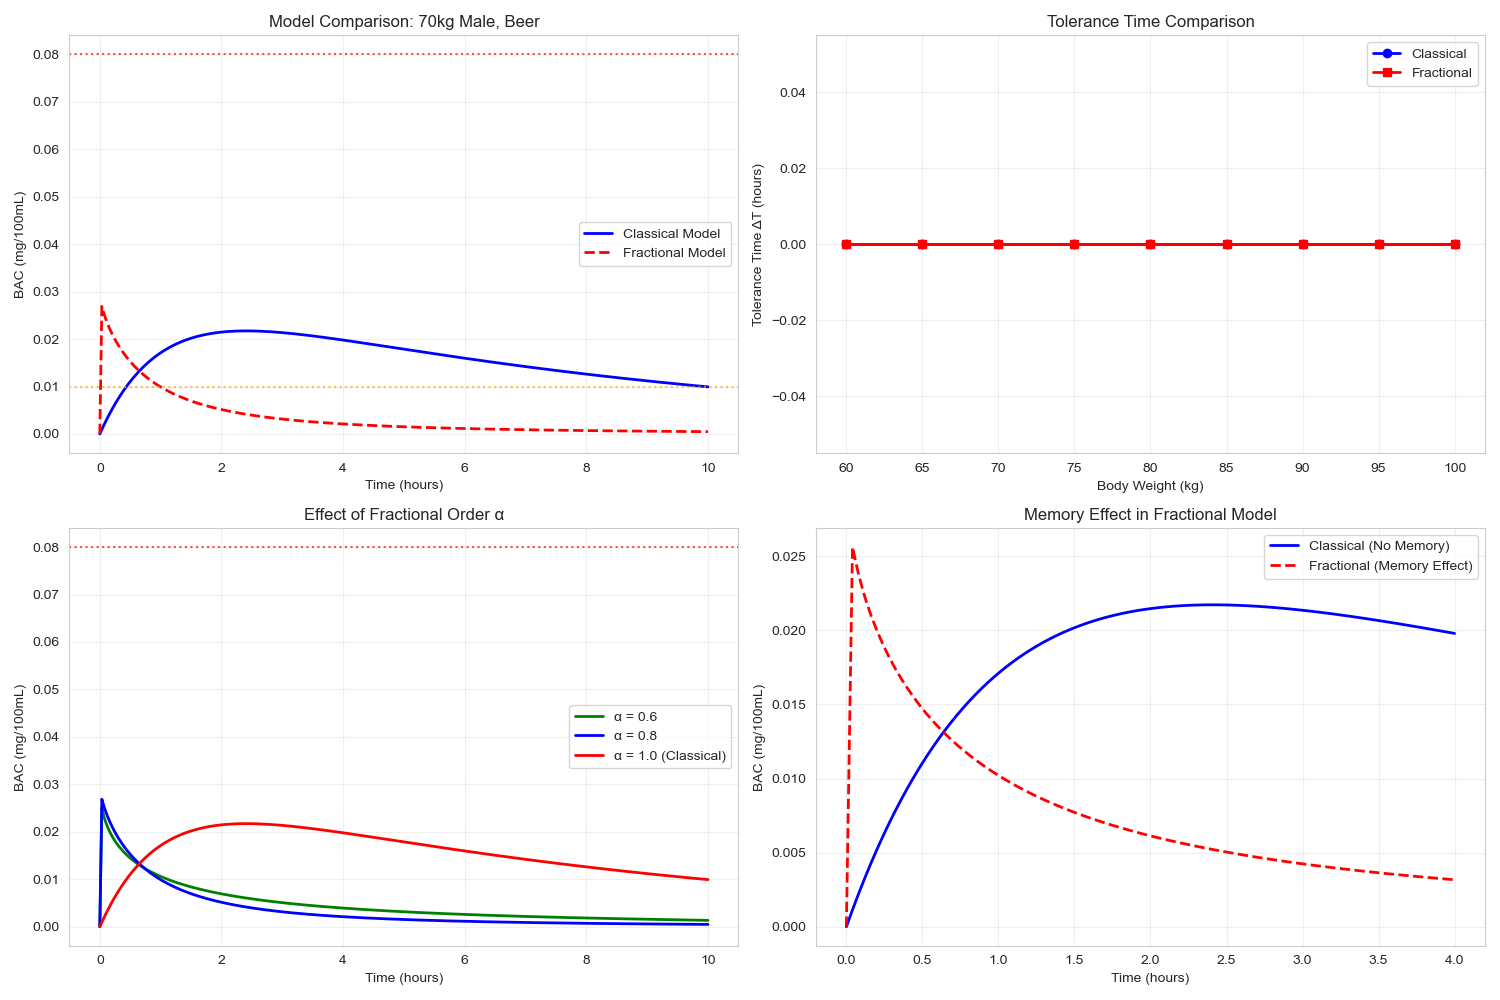 Model Comparison: 70kg Male, Beer
BAC (mg/100mL)
0.08
0.07
0.06
0.05
0.04
0.03
0.02
0.01
0.00
Classical Model
Fractional Model
0 2 4 6 8 10
Time (hours)
Tolerance Time Comparison
Tolerance Time ΔT (hours)
0.04
0.02
0.00
−0.02
−0.04
Classical
Fractional
60 65 70 75 80 85 90 95 100
Body Weight (kg)
Effect of Fractional Order α
BAC (mg/100mL)
0.08
0.07
0.06
0.05
0.04
0.03
0.02
0.01
0.00
α = 0.6
α = 0.8
α = 1.0 (Classical)
0 2 4 6 8 10
Time (hours)
Memory Effect in Fractional Model
BAC (mg/100mL)
0.025
0.020
0.015
0.010
0.005
0.000
Classical (No Memory)
Fractional (Memory Effect)
0.0 0.5 1.0 1.5 2.0 2.5 3.0 3.5 4.0
Time (hours)